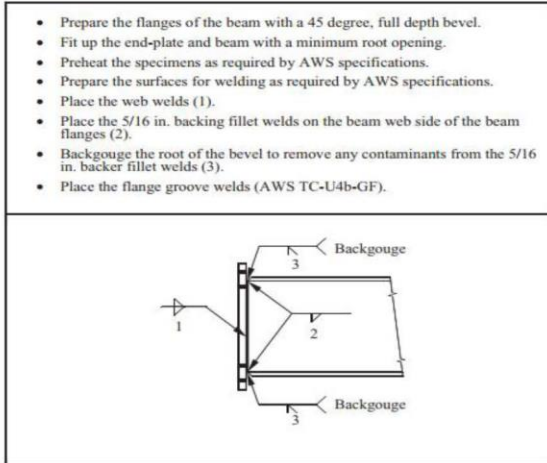 • Prepare the flanges of the beam with a 45 degree, full depth bevel.
• Fit up the end-plate and beam with a minimum root opening.
• Preheat the specimens as required by AWS specifications.
• Prepare the surfaces for welding as required by AWS specifications.
• Place the web welds (1).
• Place the 5/16 in. backing fillet welds on the beam web side of the beam
flanges (2).
• Backgouge the root of the bevel to remove any contaminants from the 5/16
in. backer fillet welds (3).
• Place the flange groove welds (AWS TC-U4b-GF).
Backgouge
3
1
2
Backgouge
3